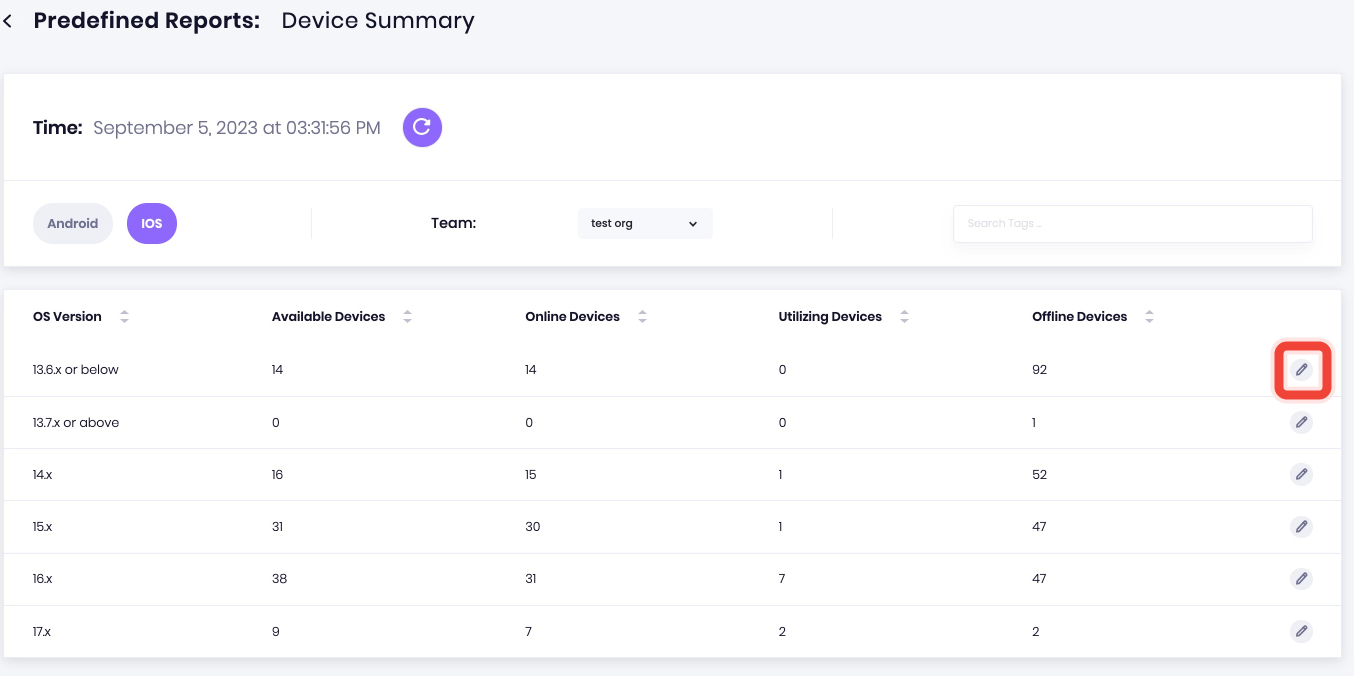 Predefined Reports: Device Summary
Time: September 5, 2023 at 03:31:56 PM
Android IOS Team: test org Search Tags ...
OS Version Available Devices Online Devices Utilizing Devices Offline Devices
13.6.x or below 14 14 0 92
13.7.x or above 0 0 0 1
14.x 16 15 1 52
15.x 31 30 1 47
16.x 38 31 7 47
17.x 9 7 2 2